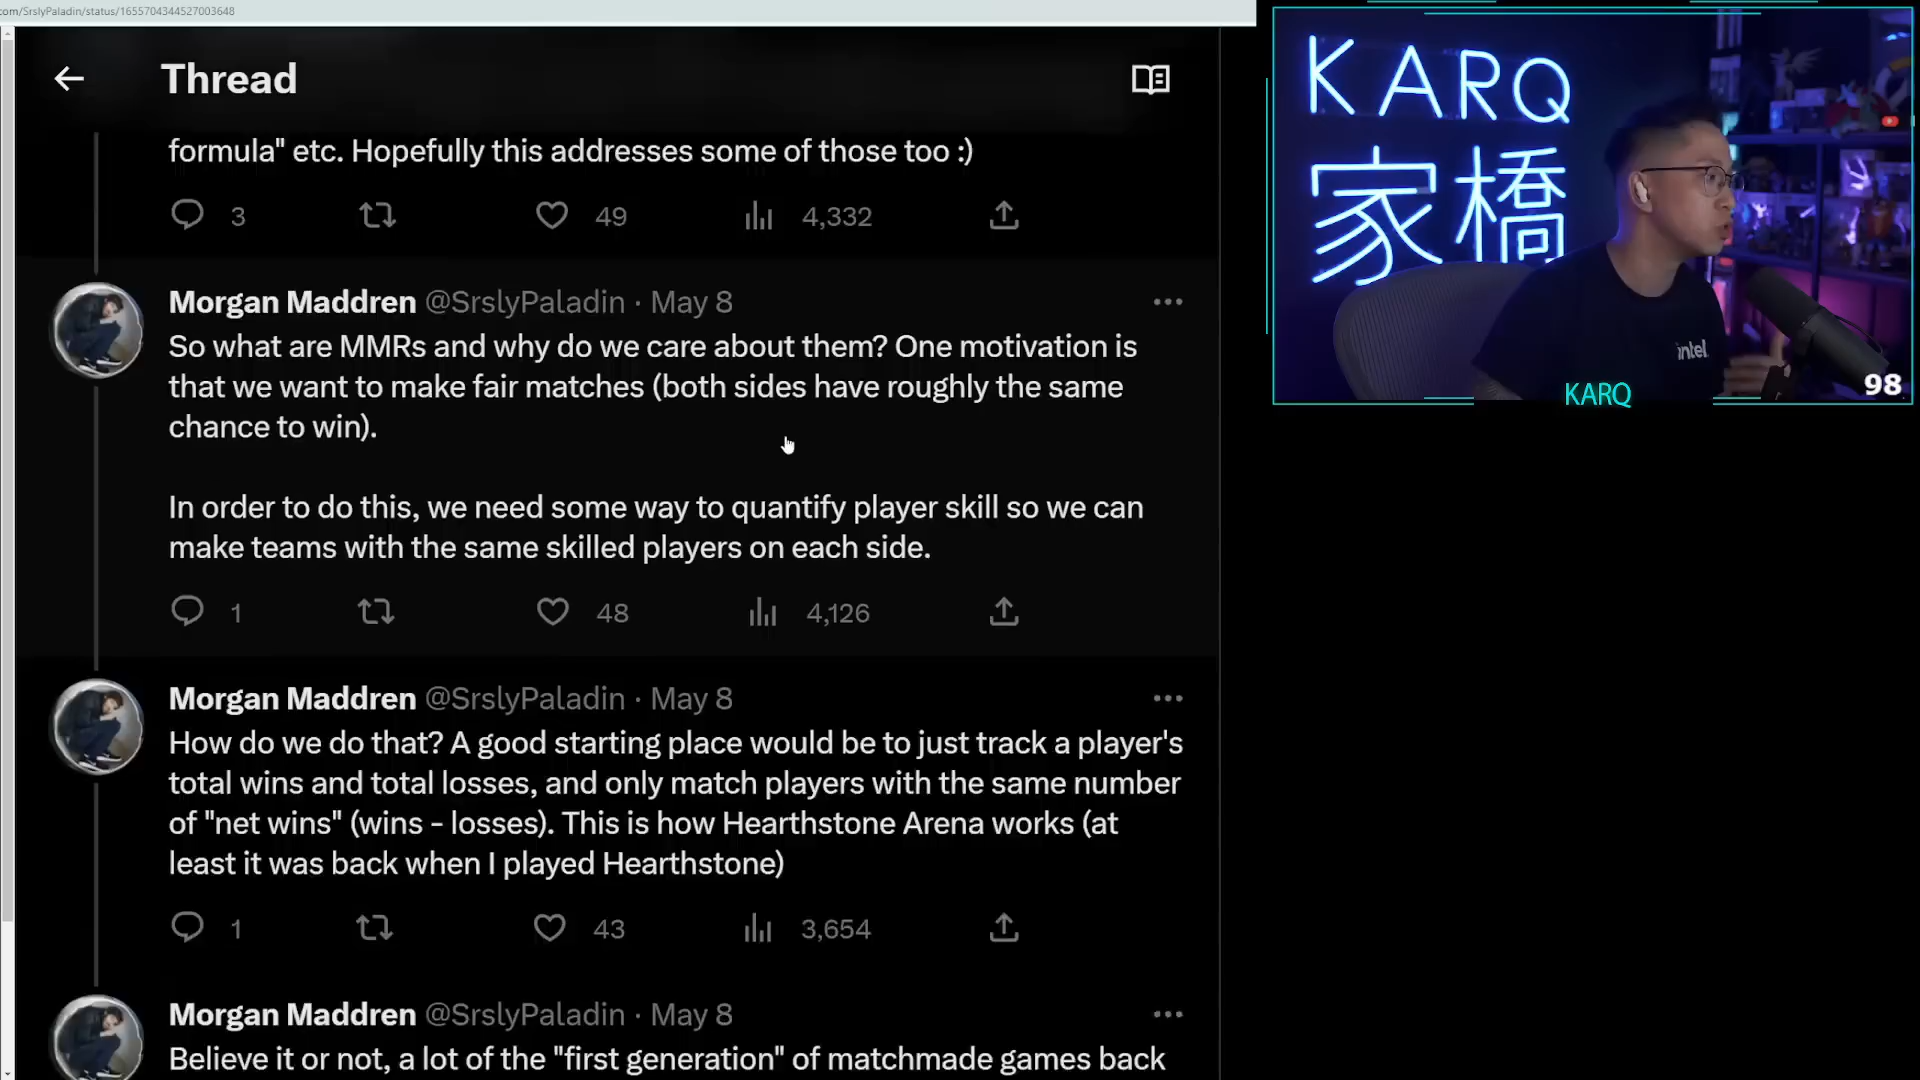 com/SrslyPaladin/status/1655704344527003648
Thread
formula" etc. Hopefully this addresses some of those too :)
3 49 4,332
Morgan Maddren @SrslyPaladin · May 8
So what are MMRs and why do we care about them? One motivation is
that we want to make fair matches (both sides have roughly the same
chance to win).
In order to do this, we need some way to quantify player skill so we can
make teams with the same skilled players on each side.
1 48 4,126
Morgan Maddren @SrslyPaladin · May 8
How do we do that? A good starting place would be to just track a player's
total wins and total losses, and only match players with the same number
of "net wins" (wins - losses). This is how Hearthstone Arena works (at
least it was back when I played Hearthstone)
1 43 3,654
Morgan Maddren @SrslyPaladin · May 8
Believe it or not, a lot of the "first generation" of matchmade games back
KARQ
家橋
intel
98
KARQ